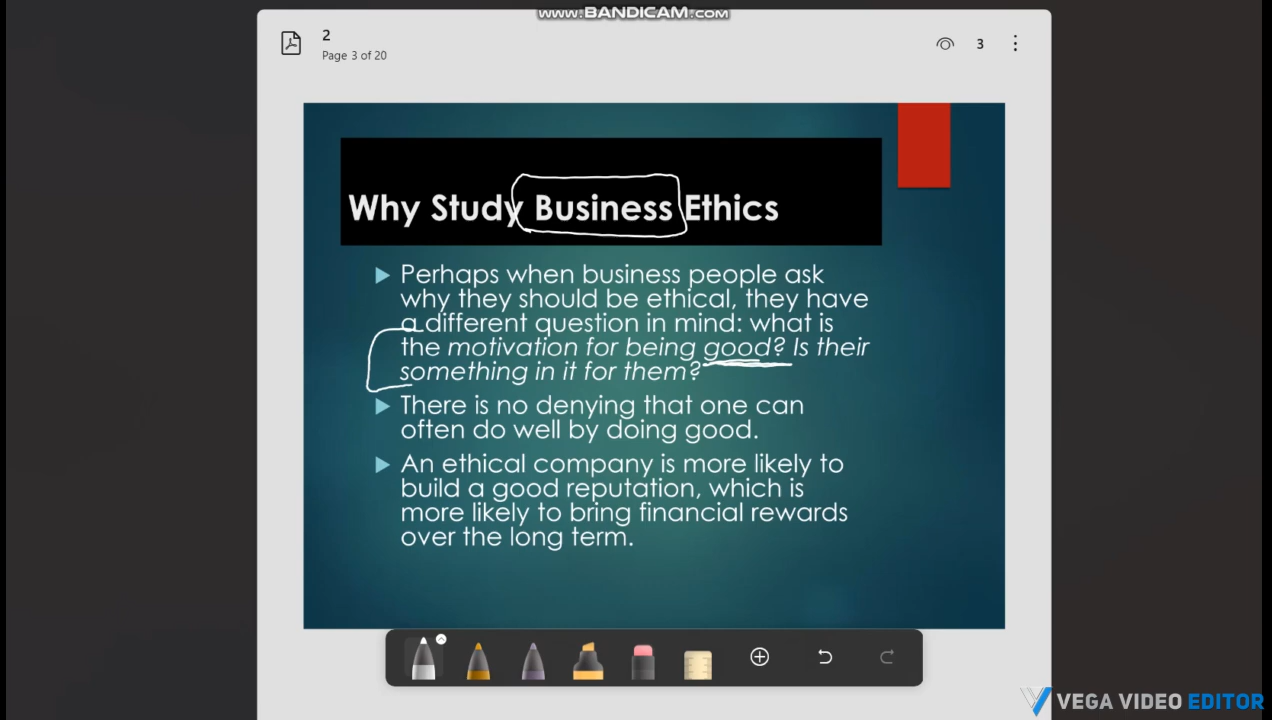 www.BANDICAM.com
2
Page 3 of 20
3
Why Study Business Ethics
Perhaps when business people ask
why they should be ethical, they have
a different question in mind: what is
the motivation for being good? Is their
something in it for them?
There is no denying that one can
often do well by doing good.
An ethical company is more likely to
build a good reputation, which is
more likely to bring financial rewards
over the long term.
VEGA VIDEO EDITOR